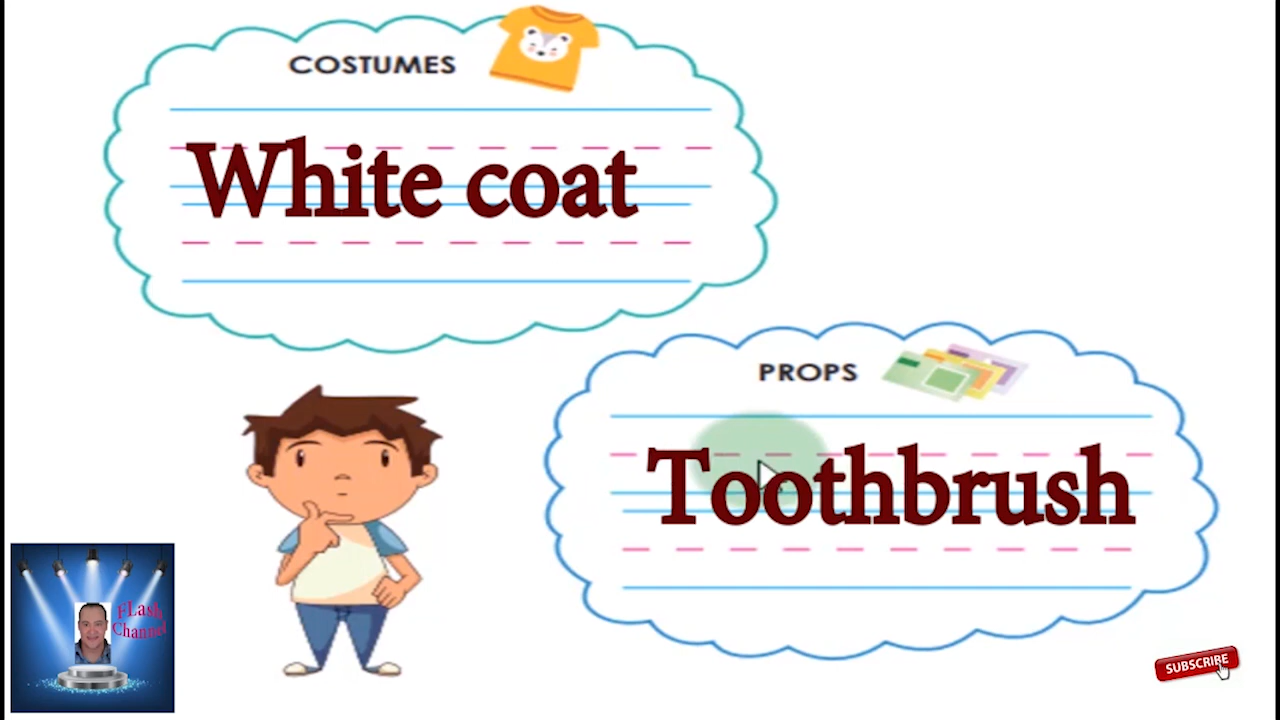 COSTUMES
White coat
PROPS
Toothbrush
FLash
Channel
SUBSCRIBE